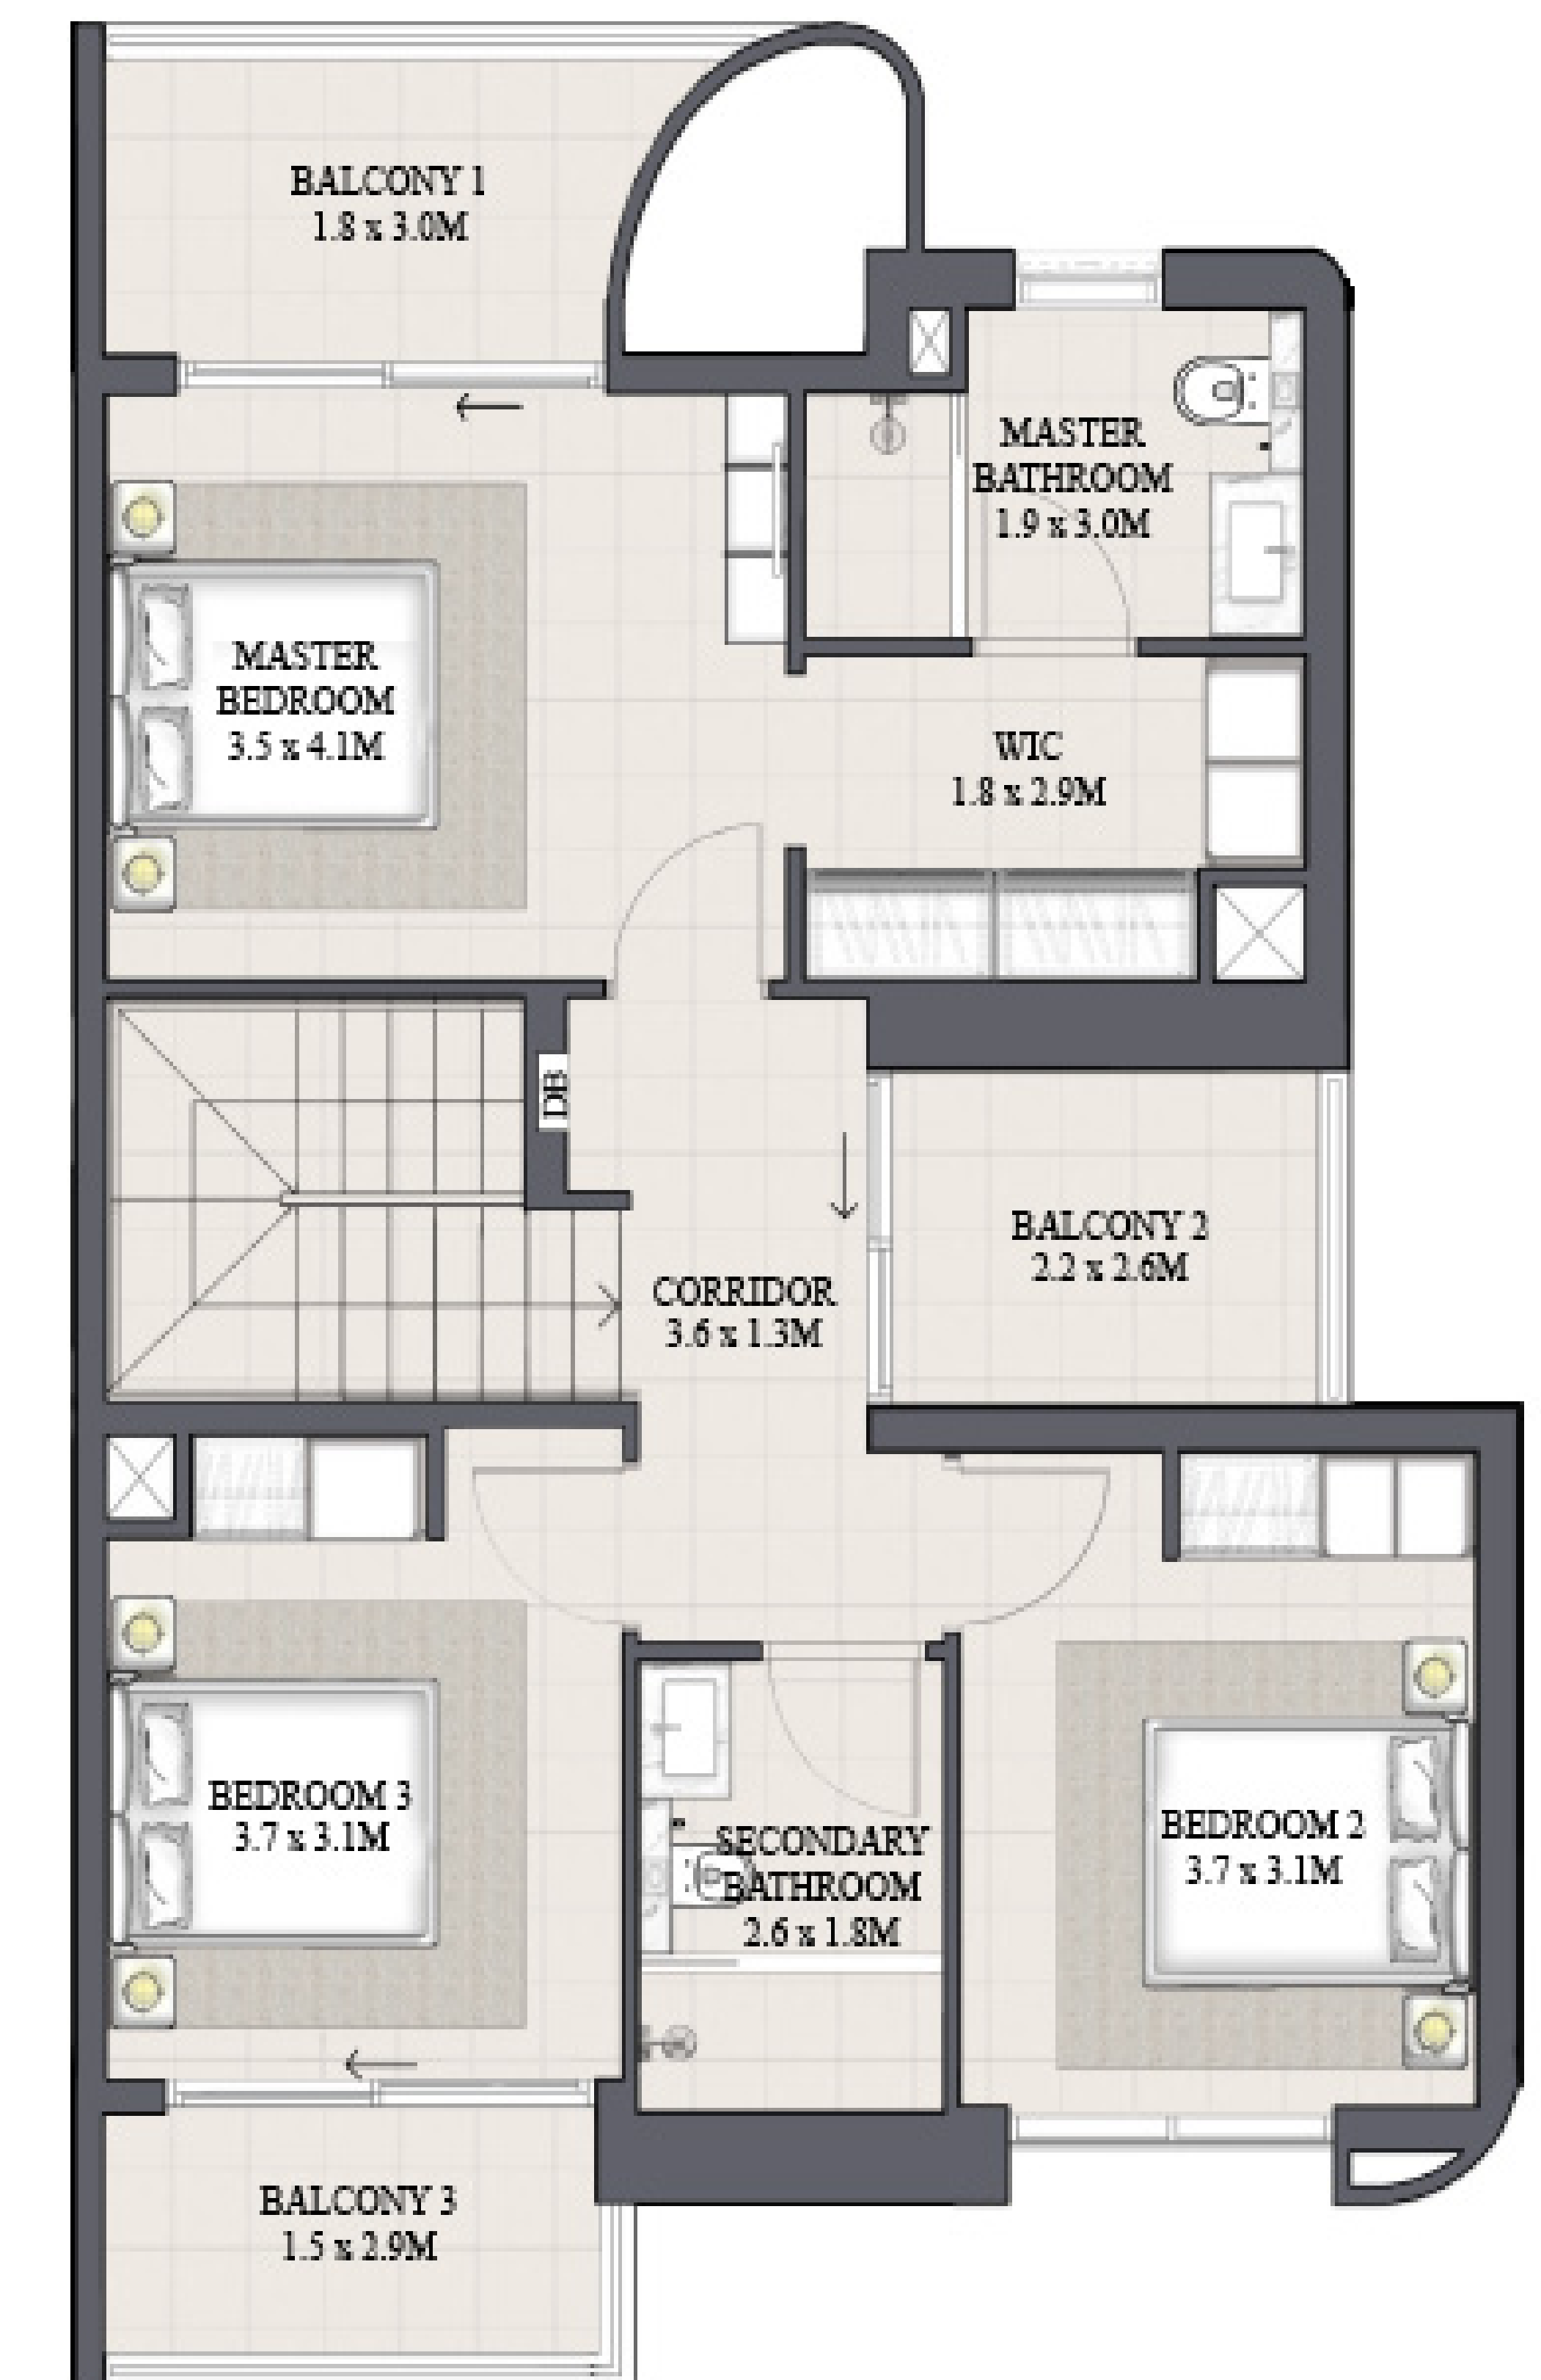 BALCONY 1
1.8 x 3.0M
MASTER
BATHROOM
1.9 x 3.0M
MASTER
BEDROOM
3.5 x 4.1M
WIC
1.8 x 2.9M
DB
BALCONY 2
2.2 x 2.6M
CORRIDOR
3.6 x 1.3M
BEDROOM 3
3.7 x 3.1M
SECONDARY
BATHROOM
2.6 x 1.8M
BEDROOM 2
3.7 x 3.1M
BALCONY 3
1.5 x 2.9M